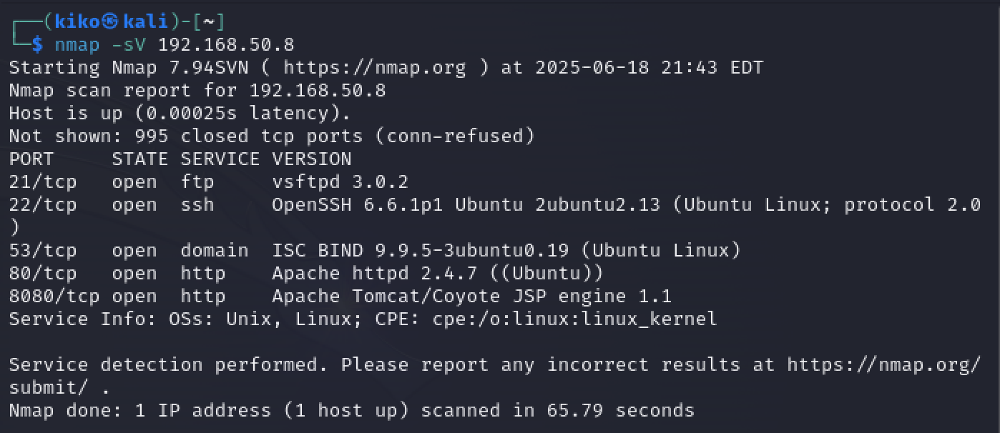 ┌──(kiko㉿kali)-[~]
└─$ nmap -sV 192.168.50.8
Starting Nmap 7.94SVN ( https://nmap.org ) at 2025-06-18 21:43 EDT
Nmap scan report for 192.168.50.8
Host is up (0.00025s latency).
Not shown: 995 closed tcp ports (conn-refused)
PORT     STATE SERVICE VERSION
21/tcp   open  ftp     vsftpd 3.0.2
22/tcp   open  ssh     OpenSSH 6.6.1p1 Ubuntu 2ubuntu2.13 (Ubuntu Linux; protocol 2.0
)
53/tcp   open  domain  ISC BIND 9.9.5-3ubuntu0.19 (Ubuntu Linux)
80/tcp   open  http    Apache httpd 2.4.7 ((Ubuntu))
8080/tcp open  http    Apache Tomcat/Coyote JSP engine 1.1
Service Info: OSs: Unix, Linux; CPE: cpe:/o:linux:linux_kernel

Service detection performed. Please report any incorrect results at https://nmap.org/
submit/ .
Nmap done: 1 IP address (1 host up) scanned in 65.79 seconds